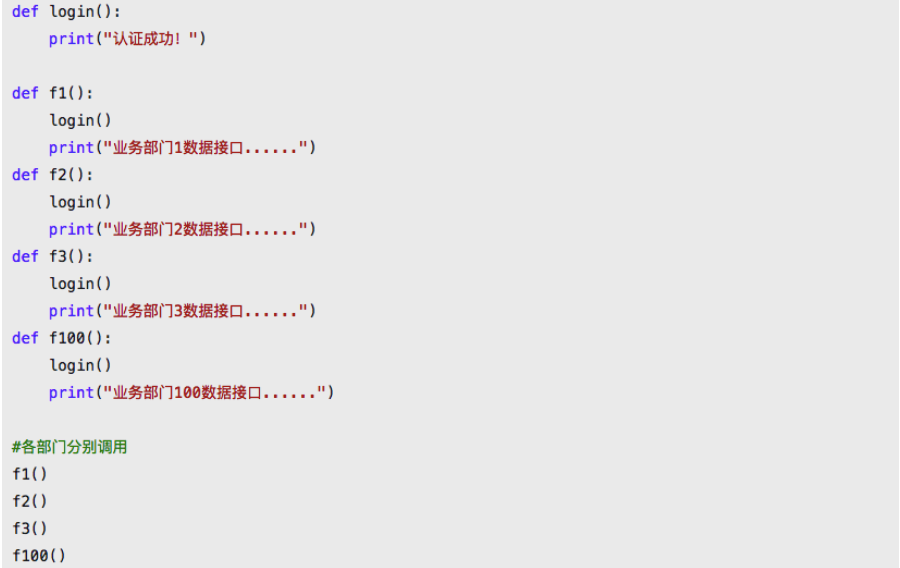 def login():
    print("认证成功! ")

def f1():
    login()
    print("业务部门1数据接口......")
def f2():
    login()
    print("业务部门2数据接口......")
def f3():
    login()
    print("业务部门3数据接口......")
def f100():
    login()
    print("业务部门100数据接口......")

#各部门分别调用
f1()
f2()
f3()
f100()